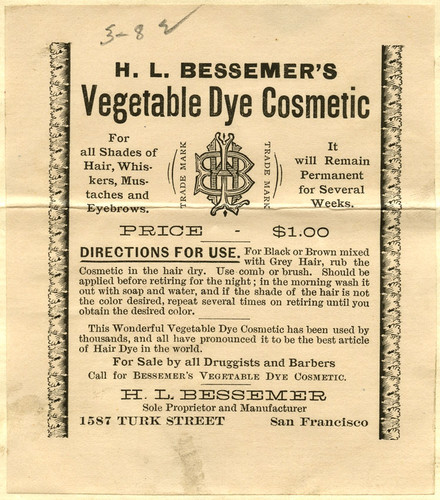 3-82
H. L. BESSEMER'S
Vegetable Dye Cosmetic
For
all Shades of
Hair, Whis-
kers, Mus-
taches and
Eyebrows.
TRADE MARK
TRADE MARK
It
will Remain
Permanent
for Several
Weeks.
PRICE - $1.00
DIRECTIONS FOR USE. For Black or Brown mixed
with Grey Hair, rub the
Cosmetic in the hair dry. Use comb or brush. Should be
applied before retiring for the night; in the morning wash it
out with soap and water, and if the shade of the hair is not
the color desired, repeat several times on retiring until you
obtain the desired color.
This Wonderful Vegetable Dye Cosmetic has been used by
thousands, and all have pronounced it to be the best article
of Hair Dye in the world.
For Sale by all Druggists and Barbers
Call for BESSEMER'S VEGETABLE DYE COSMETIC.
H. L. BESSEMER
Sole Proprietor and Manufacturer
1587 TURK STREET San Francisco